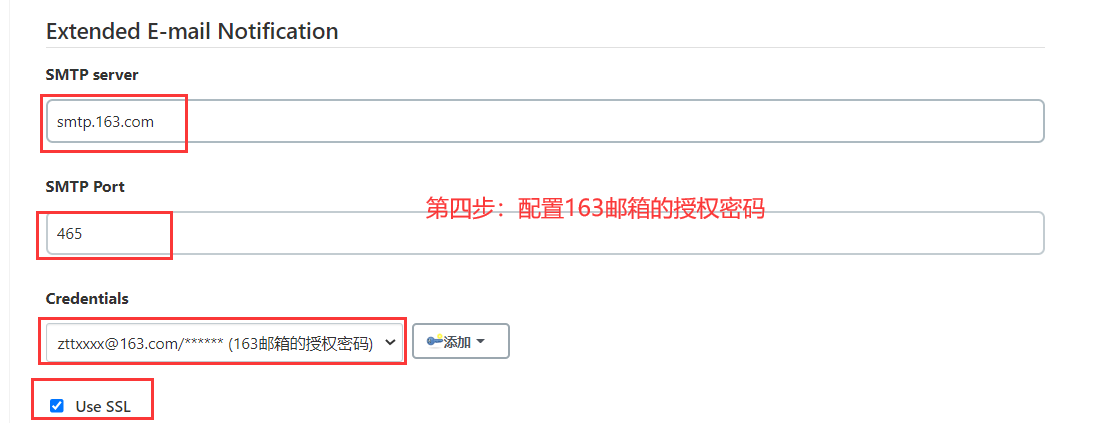 Extended E-mail Notification
SMTP server
smtp.163.com
SMTP Port
第四步：配置163邮箱的授权密码
465
Credentials
zttxxxx@163.com/****** (163邮箱的授权密码)
添加
Use SSL